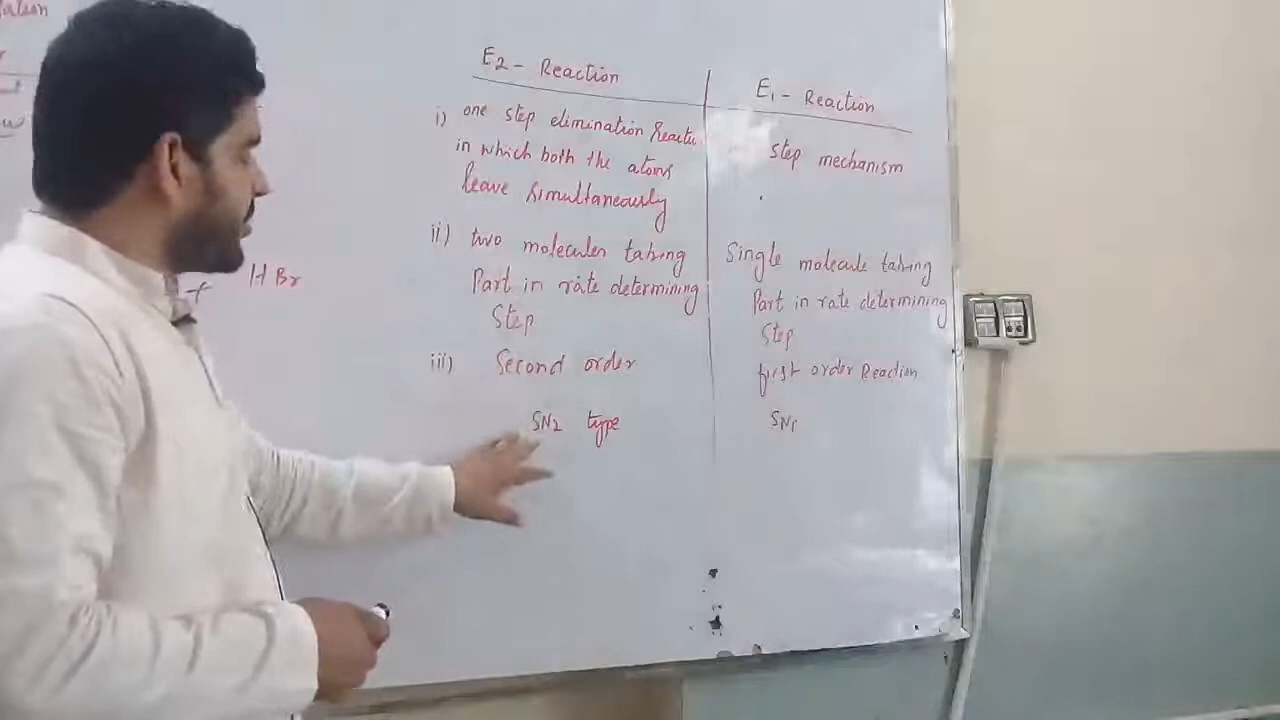 E2 - Reaction
i) one step elimination
in which both the atoms
leave simultaneously
ii) two molecules taking
Part in rate determining
Step
iii) Second order
SN2 type
E1 - Reaction
step mechanism
Single molecule taking
Part in rate determining
Step
first order Reaction
SN1
+ HBr